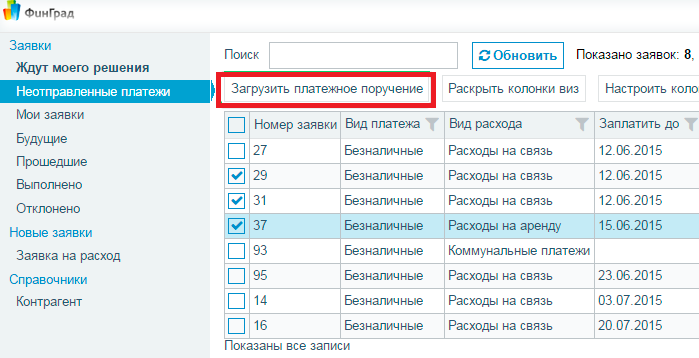 ФинГрад
Заявки
Ждут моего решения
Неотправленные платежи
Мои заявки
Будущие
Прошедшие
Выполнено
Отклонено
Новые заявки
Заявка на расход
Справочники
Контрагент
Поиск Обновить Показано заявок: 8,
Загрузить платежное поручение Раскрыть колонки виз Настроить коло
Номер заявки Вид платежа Вид расхода Заплатить до
27 Безналичные Расходы на связь 12.06.2015
29 Безналичные Расходы на связь 12.06.2015
31 Безналичные Расходы на связь 12.06.2015
37 Безналичные Расходы на аренду 15.06.2015
93 Безналичные Коммунальные платежи
95 Безналичные Расходы на связь 23.06.2015
14 Безналичные Расходы на связь 03.07.2015
16 Безналичные Расходы на связь 20.07.2015
Показаны все записи